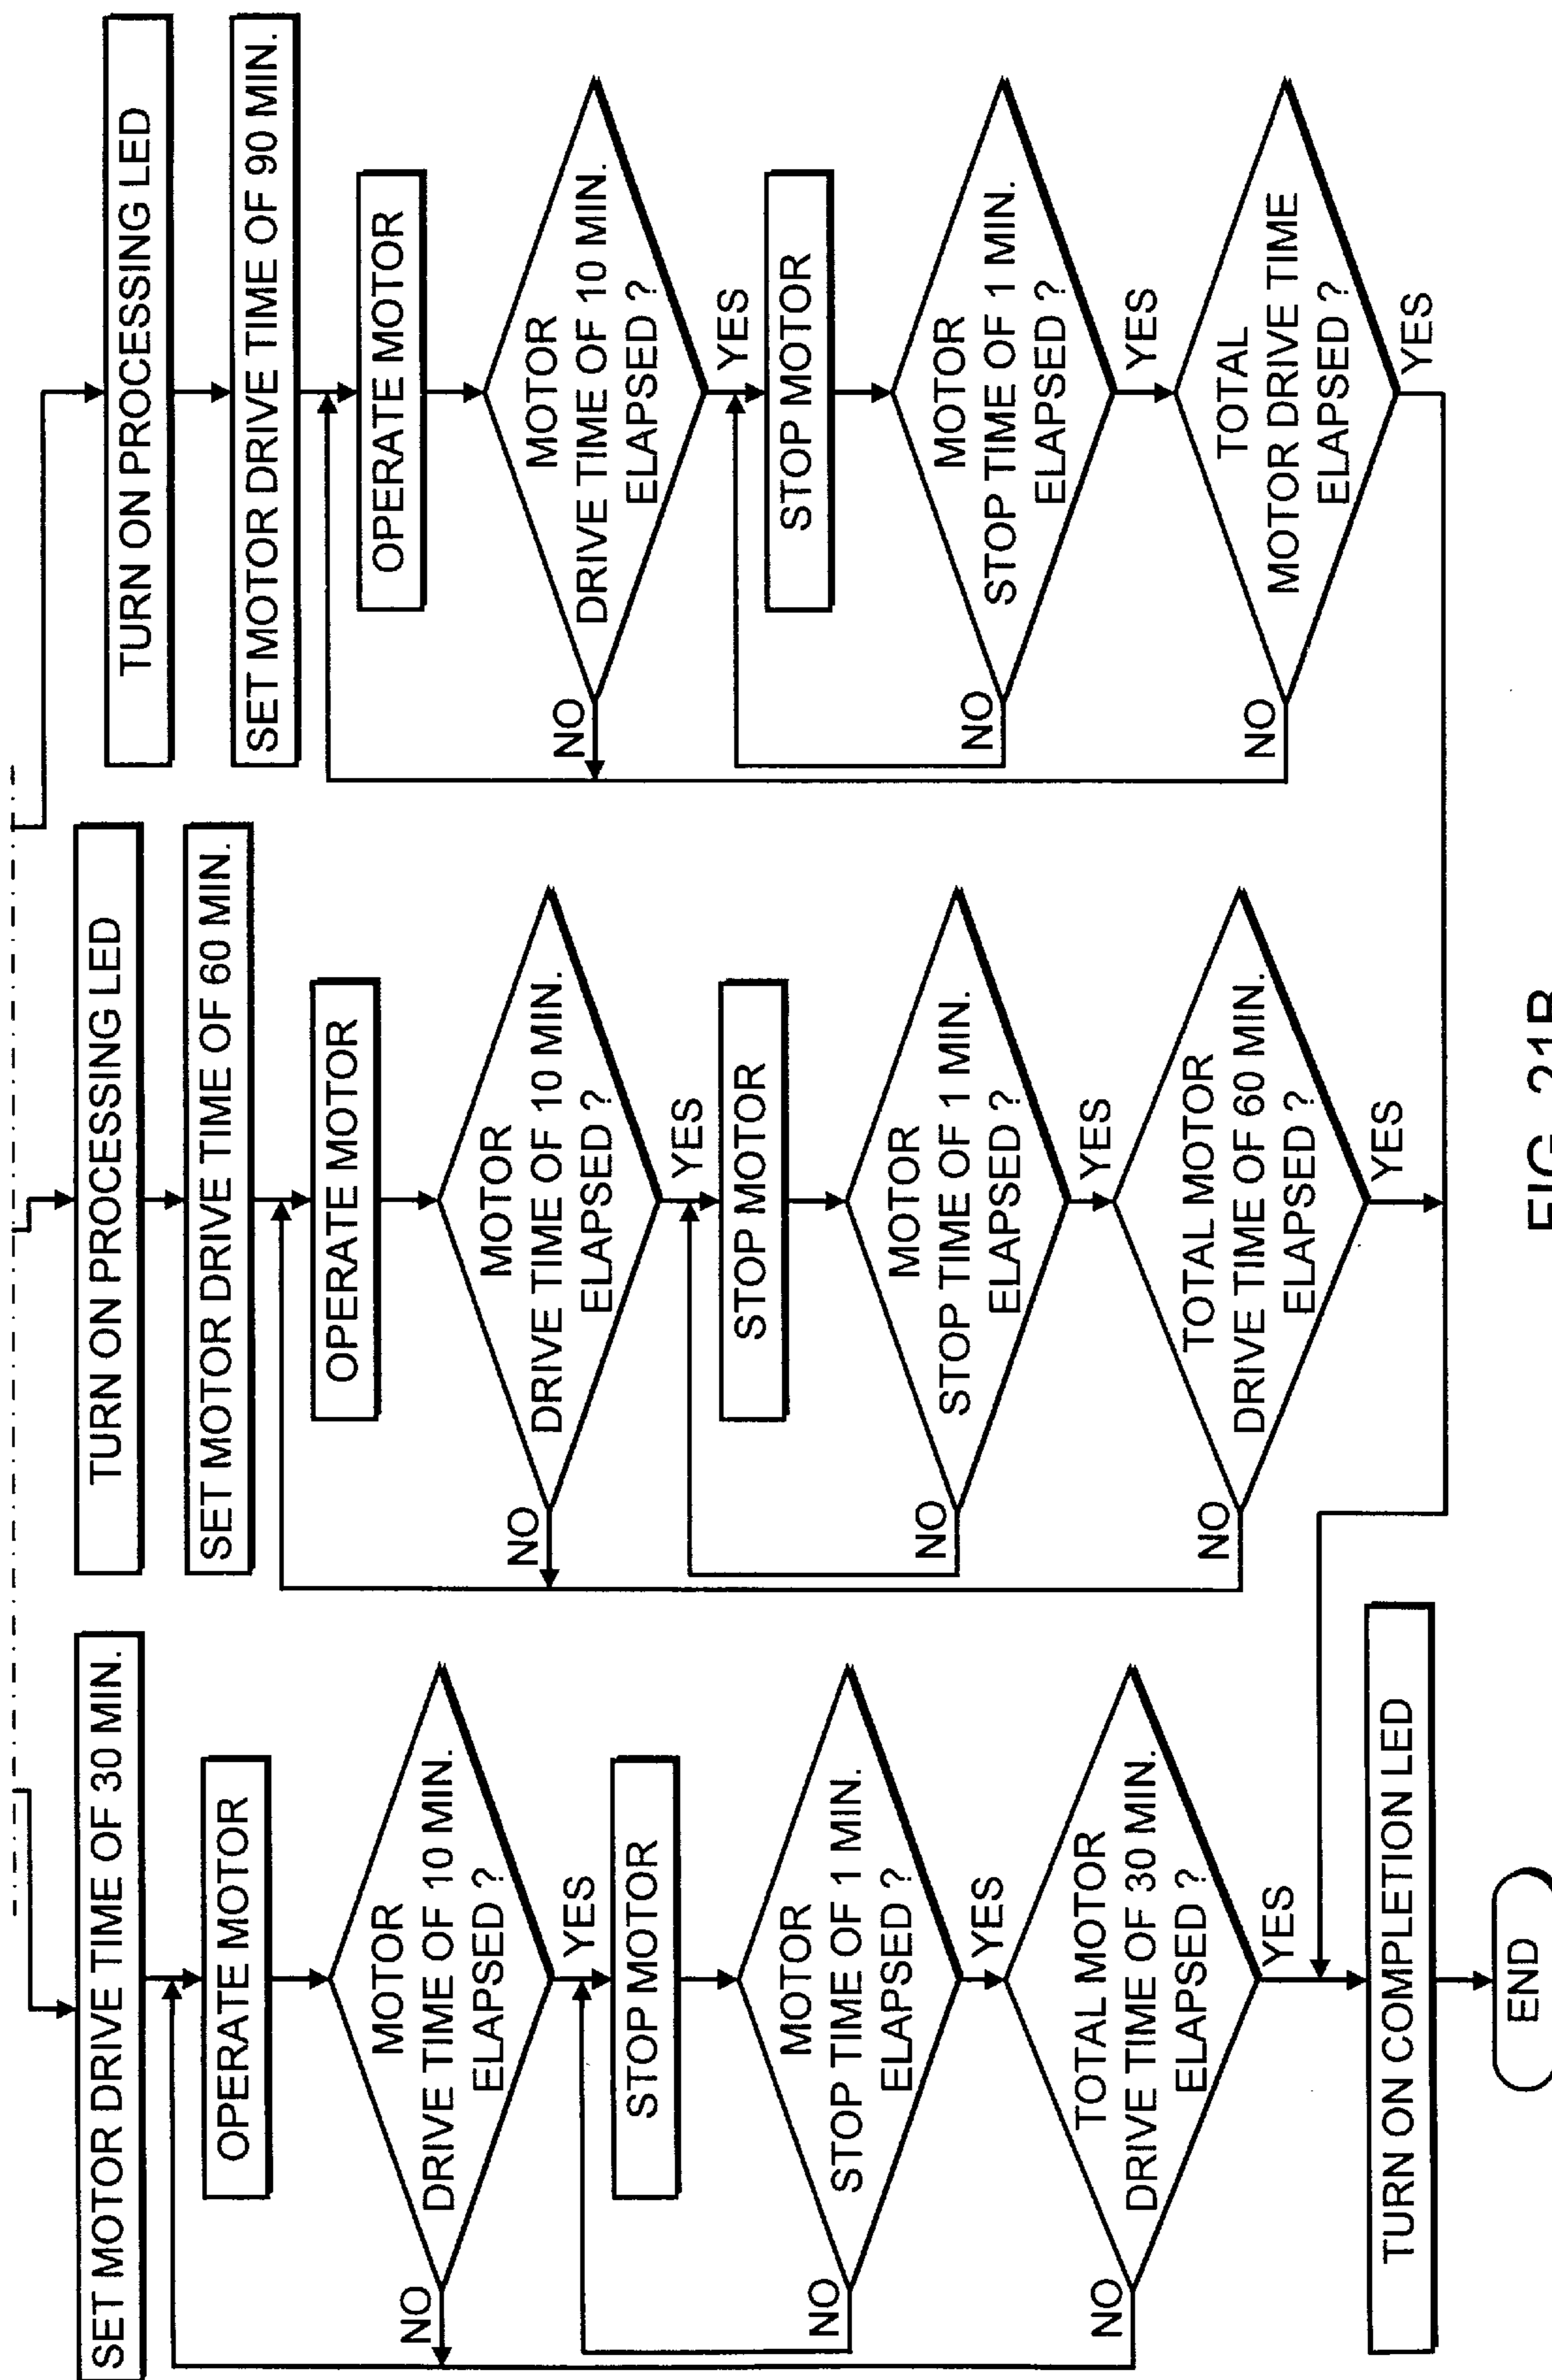 SET MOTOR DRIVE TIME OF 30 MIN.
OPERATE MOTOR
MOTOR
DRIVE TIME OF 10 MIN.
ELAPSED ?
NO
YES
STOP MOTOR
MOTOR
STOP TIME OF 1 MIN.
ELAPSED ?
NO
YES
TOTAL MOTOR
DRIVE TIME OF 30 MIN.
ELAPSED ?
NO
YES
TURN ON COMPLETION LED
END
TURN ON PROCESSING LED
SET MOTOR DRIVE TIME OF 60 MIN.
OPERATE MOTOR
MOTOR
DRIVE TIME OF 10 MIN.
ELAPSED ?
NO
YES
STOP MOTOR
MOTOR
STOP TIME OF 1 MIN.
ELAPSED ?
NO
YES
TOTAL MOTOR
DRIVE TIME OF 60 MIN.
ELAPSED ?
NO
YES
TURN ON PROCESSING LED
SET MOTOR DRIVE TIME OF 90 MIN.
OPERATE MOTOR
MOTOR
DRIVE TIME OF 10 MIN.
ELAPSED ?
NO
YES
STOP MOTOR
MOTOR
STOP TIME OF 1 MIN.
ELAPSED ?
NO
YES
TOTAL
MOTOR DRIVE TIME
ELAPSED ?
NO
YES
FIG. 21B